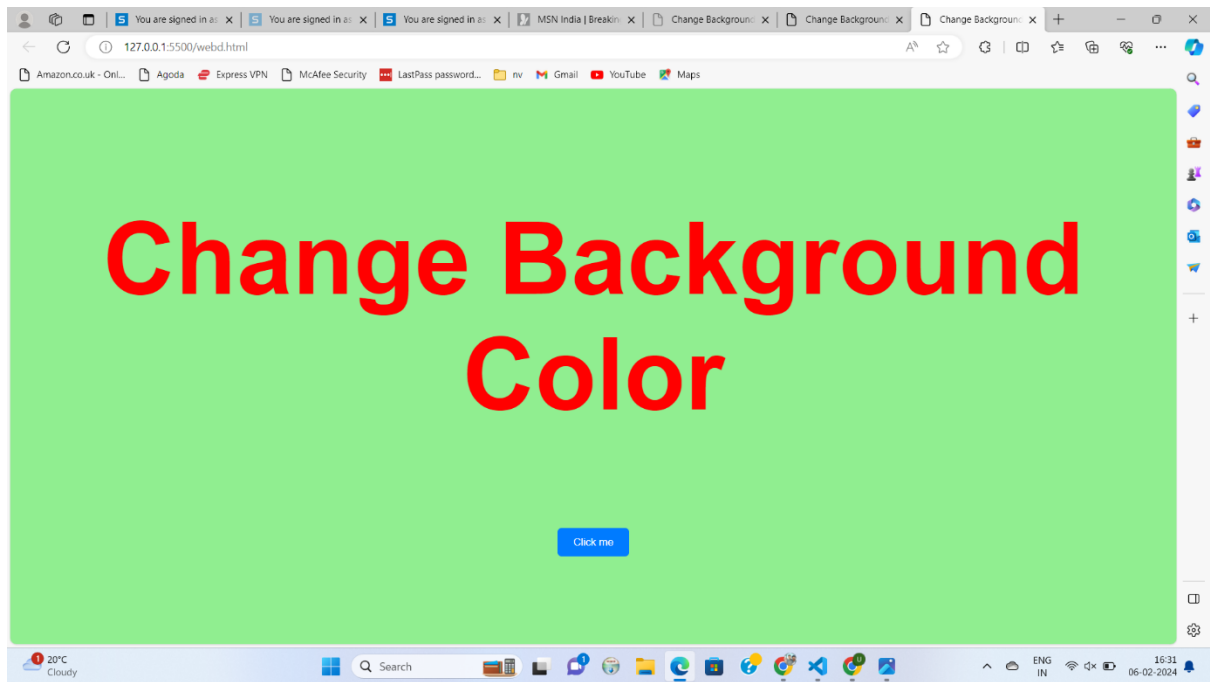 You are signed in as
You are signed in as
You are signed in as
MSN India | Breakin
Change Background
Change Background
Change Background
127.0.0.1:5500/webd.html
Amazon.co.uk - Onl...
Agoda
Express VPN
McAfee Security
LastPass password...
nv
Gmail
YouTube
Maps
Change Background
Color
Click me
1
20°C
Cloudy
Search
1
ENG
IN
16:31
06-02-2024